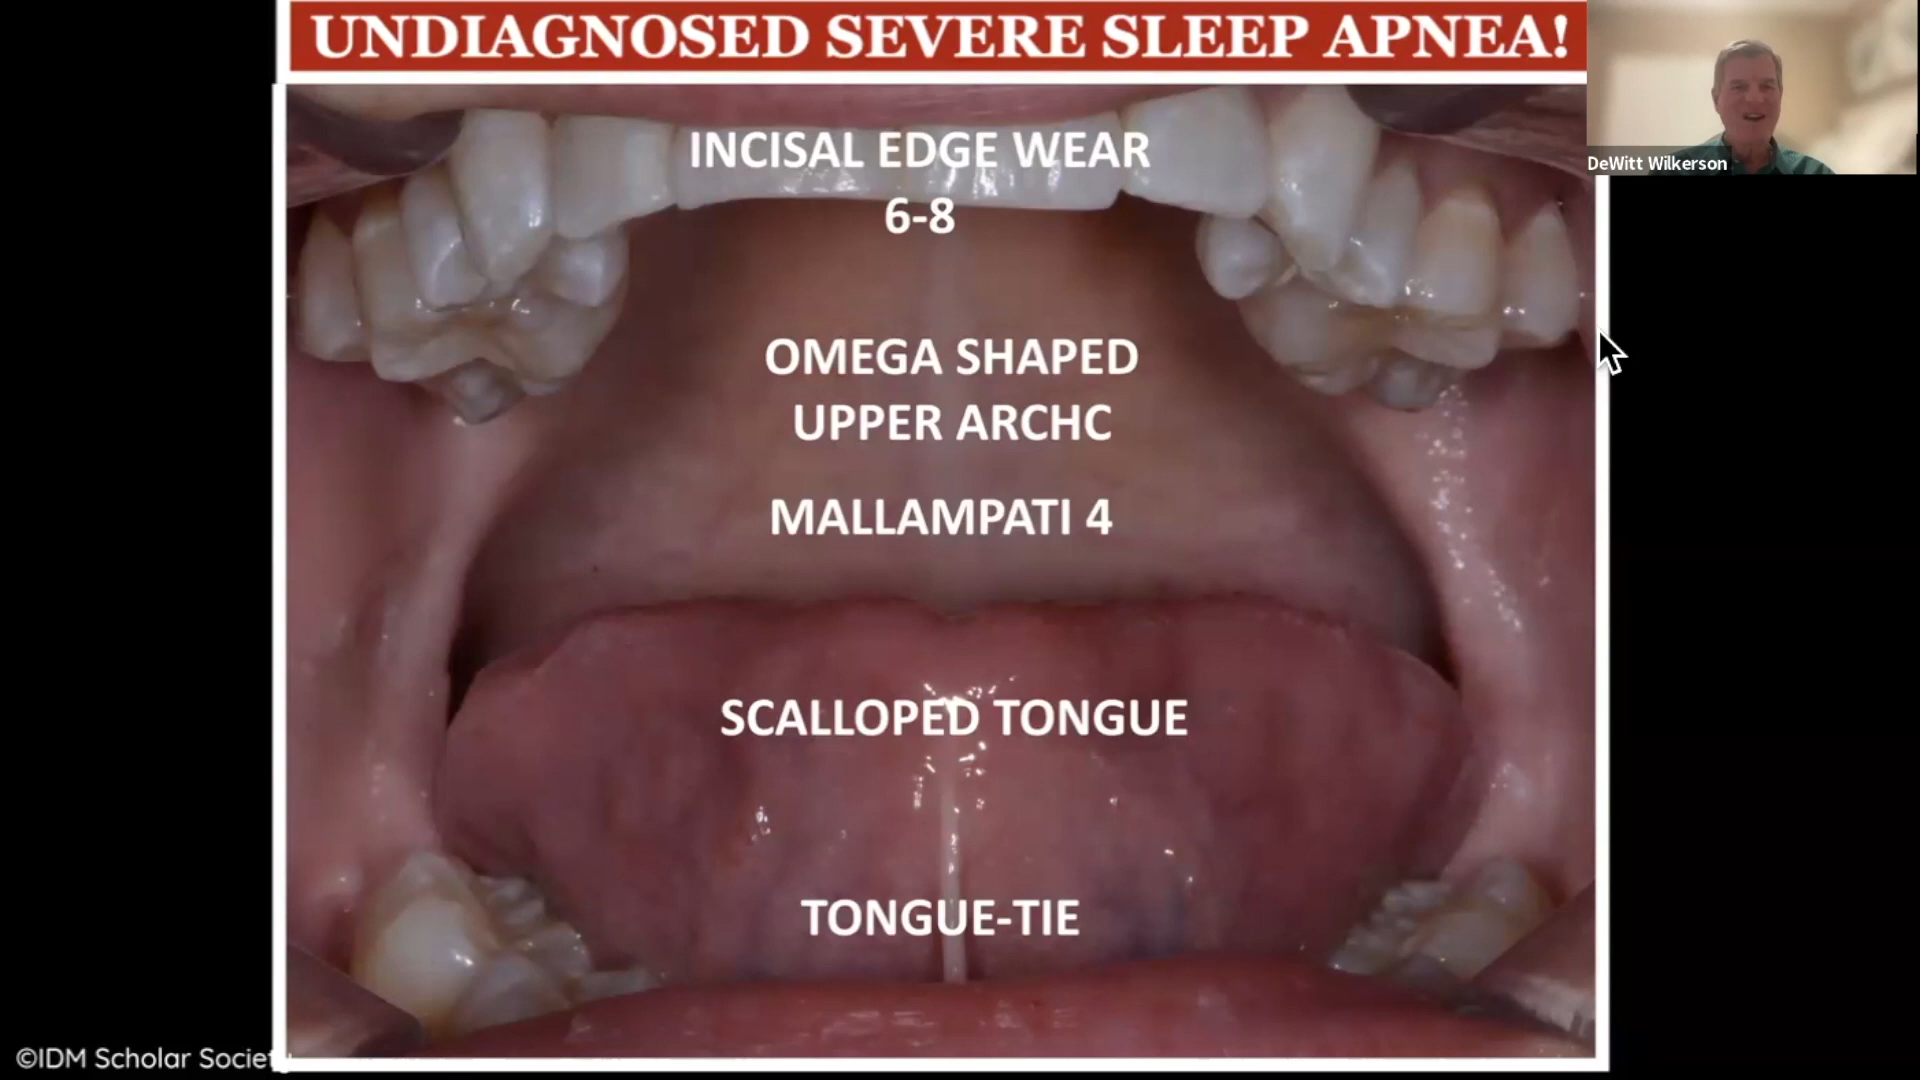 UNDIAGNOSED SEVERE SLEEP APNEA!
DeWitt Wilkerson
INCISAL EDGE WEAR
6-8
OMEGA SHAPED
UPPER ARCHC
MALLAMPATI 4
SCALLOPED TONGUE
TONGUE-TIE
©IDM Scholar Society